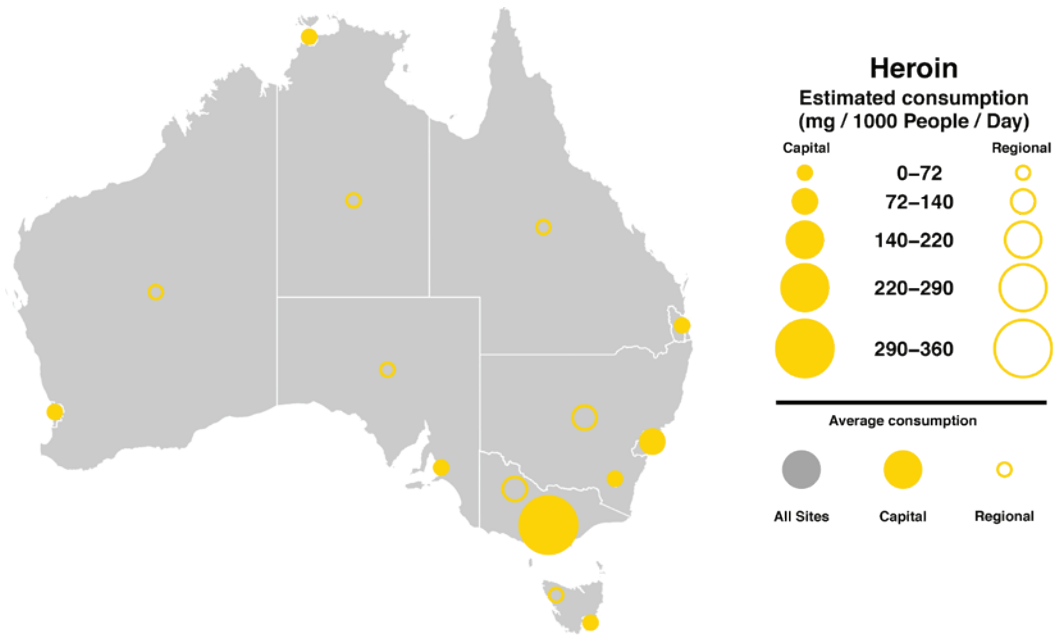 Heroin
Estimated consumption
(mg / 1000 People / Day)
Capital Regional
0–72
72–140
140–220
220–290
290–360
Average consumption
All Sites Capital Regional